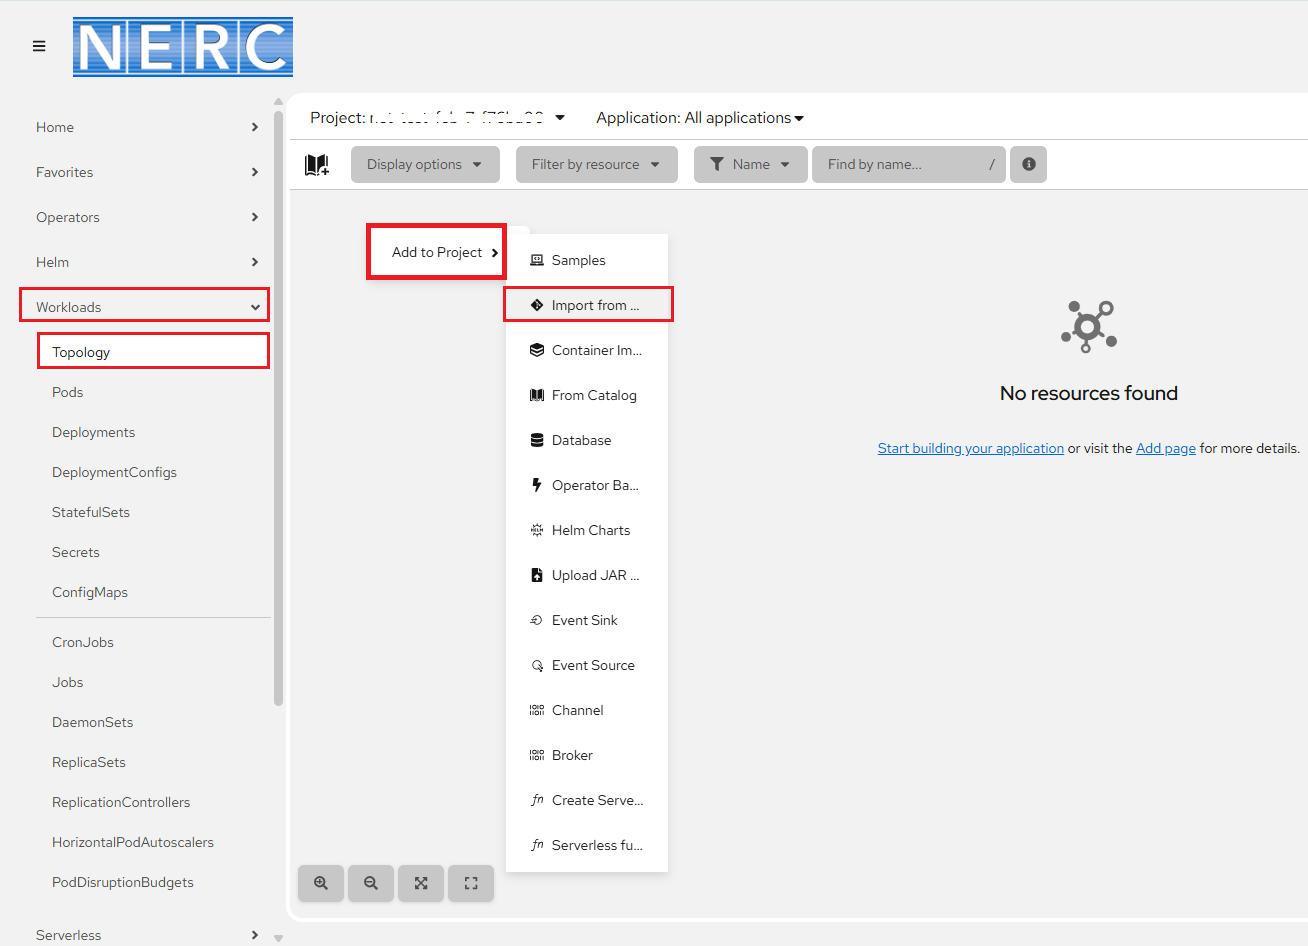 NERC
Home
Favorites
Operators
Helm
Workloads
Topology
Pods
Deployments
DeploymentConfigs
StatefulSets
Secrets
ConfigMaps
CronJobs
Jobs
DaemonSets
ReplicaSets
ReplicationControllers
HorizontalPodAutoscalers
PodDisruptionBudgets
Serverless
Project:
Application: All applications
Display options
Filter by resource
Name
Find by name... /
Add to Project
Samples
Import from ...
Container Im...
From Catalog
Database
Operator Ba...
Helm Charts
Upload JAR ...
Event Sink
Event Source
Channel
Broker
fn Create Serve...
fn Serverless fu...
No resources found
Start building your application or visit the Add page for more details.